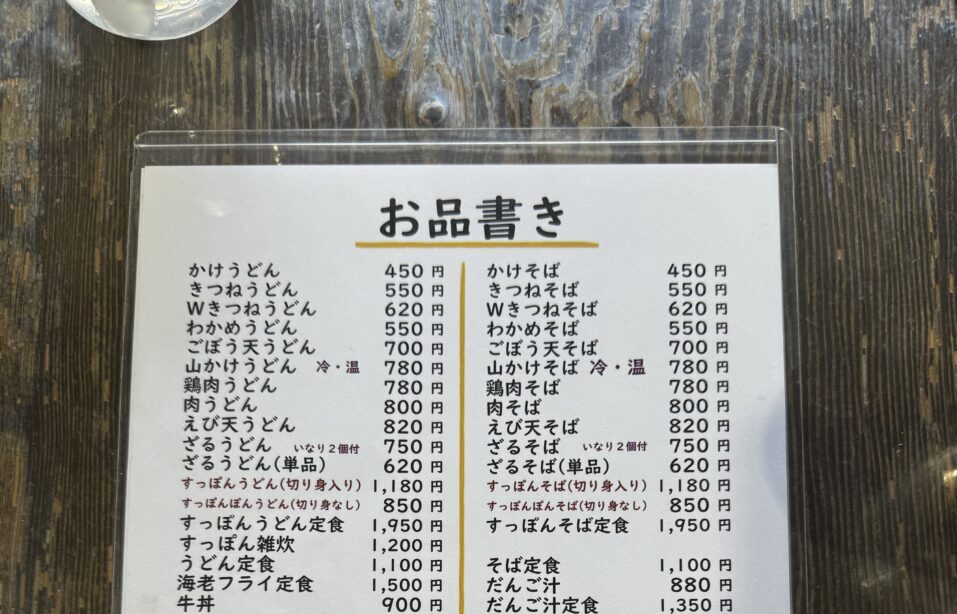 お品書き
かけうどん 450円
きつねうどん 550円
Wきつねうどん 620円
わかめうどん 550円
ごぼう天うどん 700円
山かけうどん 冷・温 780円
鶏肉うどん 780円
肉うどん 800円
えび天うどん 820円
ざるうどん いなり2個付 750円
ざるうどん(単品) 620円
すっぽんうどん(切り身入り) 1,180円
すっぽんぽんうどん(切り身なし) 850円
すっぽんうどん定食 1,950円
すっぽん雑炊 1,200円
うどん定食 1,100円
海老フライ定食 1,500円
牛丼 900円
かけそば 450円
きつねそば 550円
Wきつねそば 620円
わかめそば 550円
ごぼう天そば 700円
山かけそば 冷・温 780円
鶏肉そば 780円
肉そば 800円
えび天そば 820円
ざるそば いなり2個付 750円
ざるそば(単品) 620円
すっぽんそば(切り身入り) 1,180円
すっぽんぽんそば(切り身なし) 850円
すっぽんそば定食 1,950円
そば定食 1,100円
だんご汁 880円
だんご汁定食 1,350円